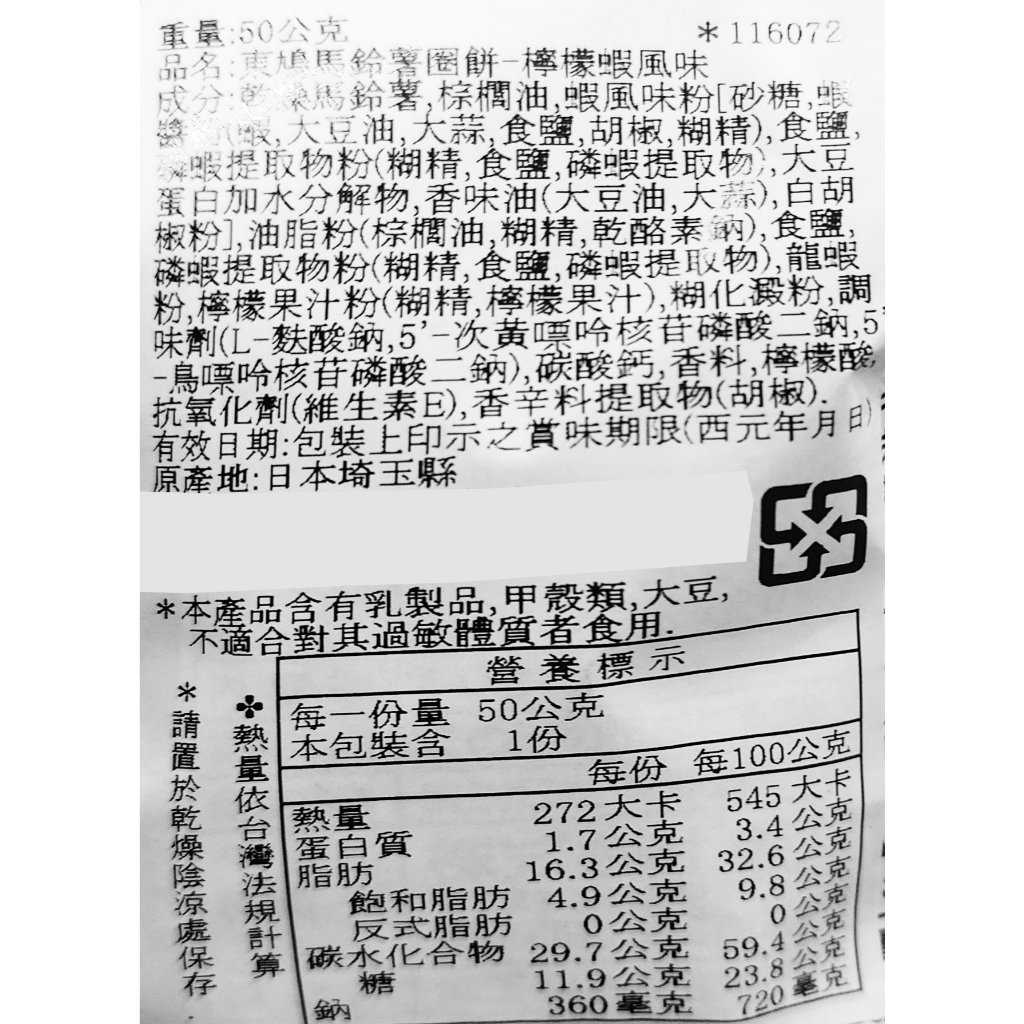 重量:50公克 *116072
品名:東鳩馬鈴薯圈餅-檸檬蝦風味
成分:乾燥馬鈴薯,棕櫚油,蝦風味粉[砂糖,蝦
醬粉(蝦,大豆油,大蒜,食鹽,胡椒,糊精),食鹽,
磷蝦提取物粉(糊精,食鹽,磷蝦提取物),大豆
蛋白加水分解物,香味油(大豆油,大蒜),白胡
椒粉],油脂粉(棕櫚油,糊精,乾酪素鈉),食鹽,
磷蝦提取物粉(糊精,食鹽,磷蝦提取物),龍蝦
粉,檸檬果汁粉(糊精,檸檬果汁),糊化澱粉,調
味劑(L-麩酸鈉,5'-次黃嘌呤核苷磷酸二鈉,5'
-鳥嘌呤核苷磷酸二鈉),碳酸鈣,香料,檸檬酸,
抗氧化劑(維生素E),香辛料提取物(胡椒).
有效日期:包裝上印示之賞味期限(西元年月日)
原產地:日本埼玉縣
*本產品含有乳製品,甲殼類,大豆,
不適合對其過敏體質者食用.
*請置於乾燥陰涼處保存
✤熱量依台灣法規計算
營養標示
每一份量 50公克
本包裝含 1份
每份 每100公克
熱量 272大卡 545大卡
蛋白質 1.7公克 3.4公克
脂肪 16.3公克 32.6公克
飽和脂肪 4.9公克 9.8公克
反式脂肪 0公克 0公克
碳水化合物 29.7公克 59.4公克
糖 11.9公克 23.8公克
鈉 360毫克 720毫克